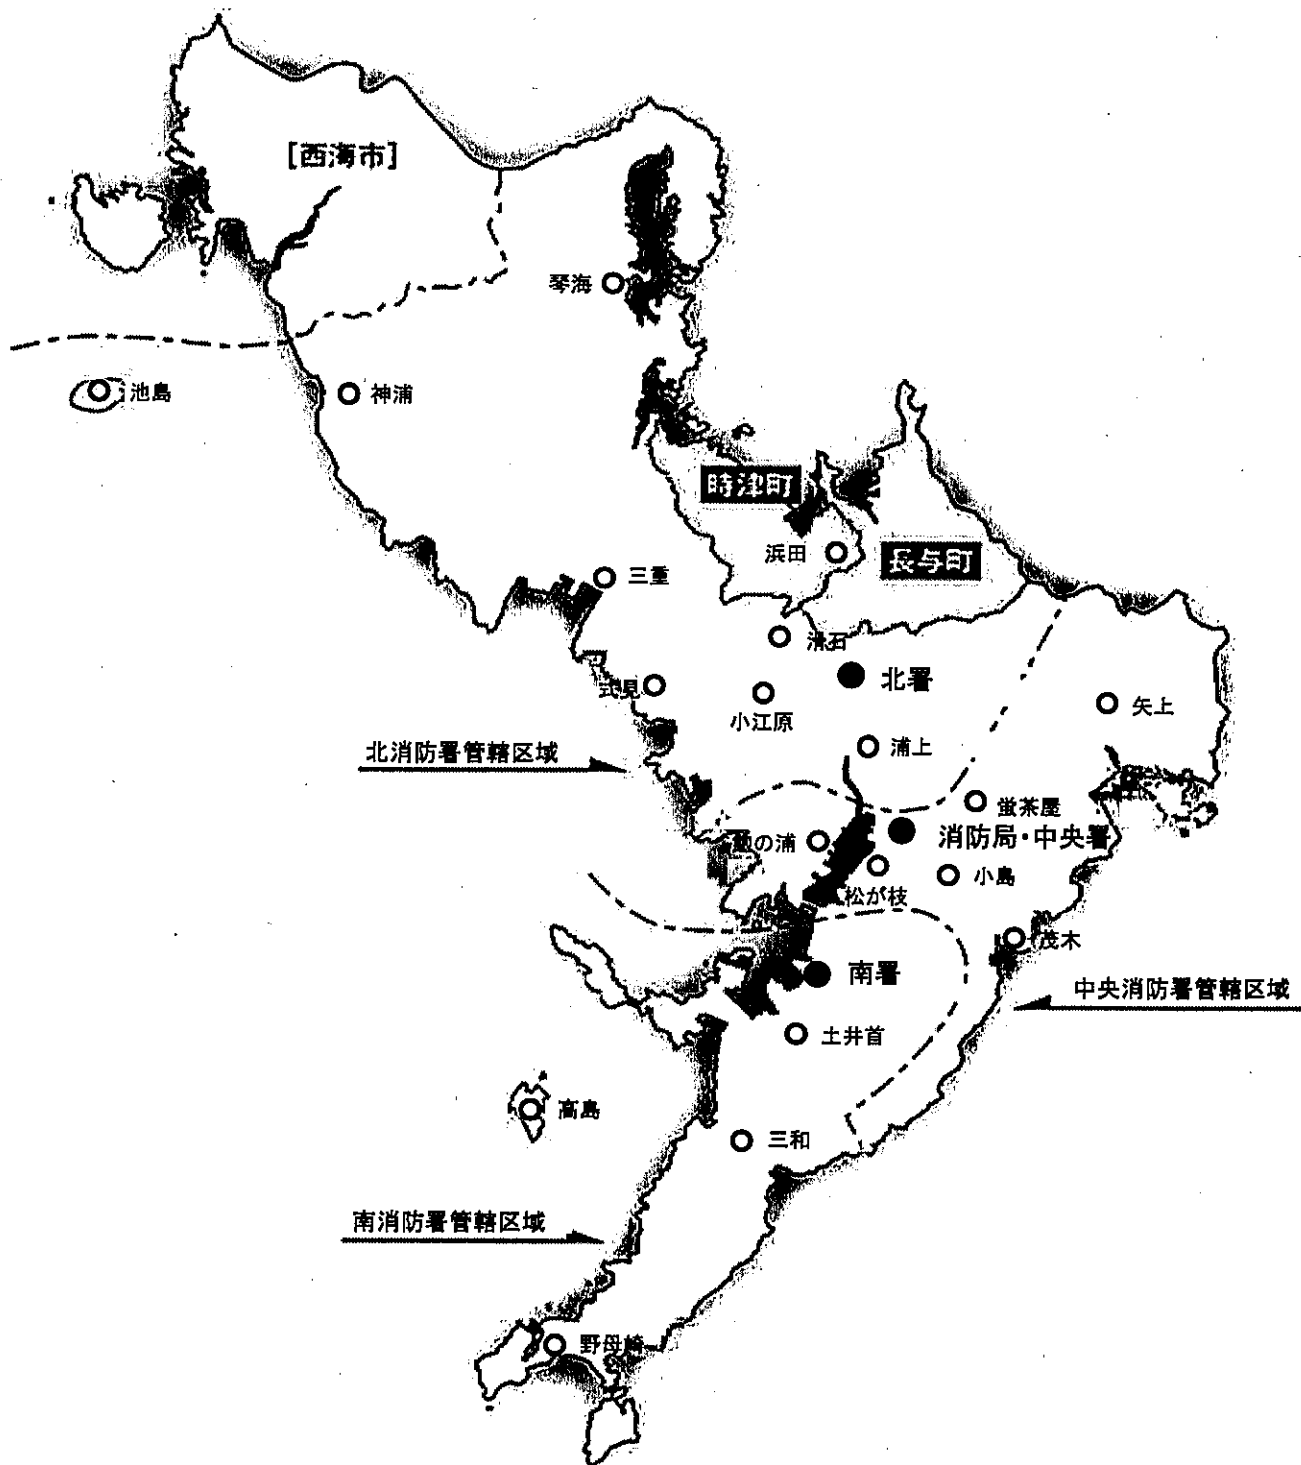 [西海市]
琴海
池島
神浦
時津町
浜田
長与町
三重
滑石
北署
式見
小江原
矢上
浦上
北消防署管轄区域
蛍茶屋
消防局・中央署
の浦
小島
松が枝
茂木
南署
中央消防署管轄区域
土井首
高島
三和
南消防署管轄区域
野母崎